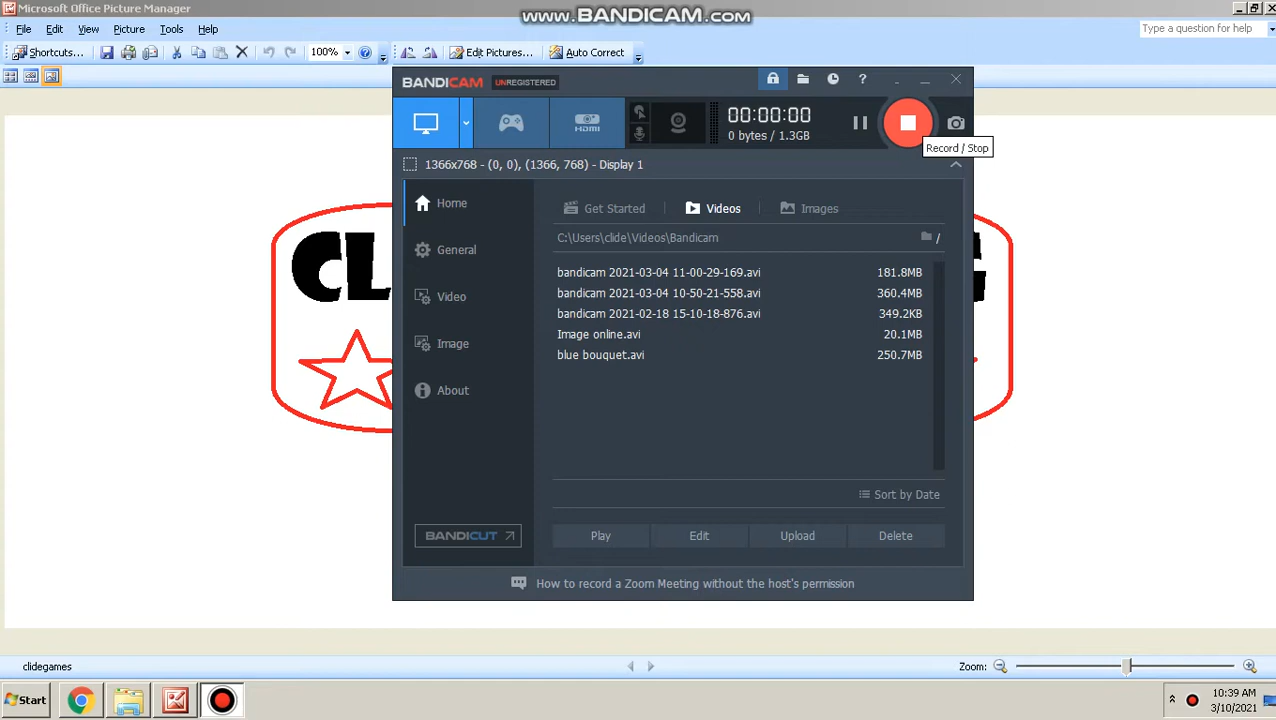 Microsoft Office Picture Manager
www.BANDICAM.com
File Edit View Picture Tools Help
Type a question for help
Shortcuts... 100% Edit Pictures... Auto Correct
BANDICAM UNREGISTERED
HDMI
00:00:00
0 bytes / 1.3GB
Record / Stop
1366x768 - (0, 0), (1366, 768) - Display 1
Home
General
Video
Image
About
BANDICUT
Get Started Videos Images
C:\Users\clide\Videos\Bandicam /
bandicam 2021-03-04 11-00-29-169.avi 181.8MB
bandicam 2021-03-04 10-50-21-558.avi 360.4MB
bandicam 2021-02-18 15-10-18-876.avi 349.2KB
Image online.avi 20.1MB
blue bouquet.avi 250.7MB
Sort by Date
Play Edit Upload Delete
How to record a Zoom Meeting without the host's permission
clidegames
Zoom:
Start
10:39 AM
3/10/2021